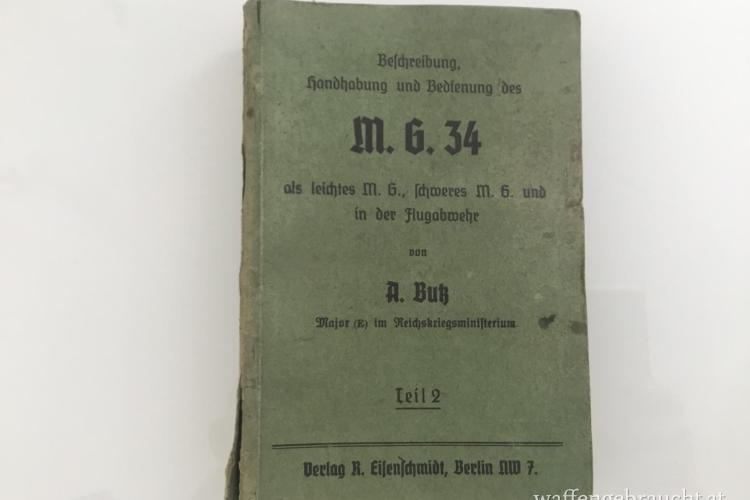 Beschreibung,
Handhabung und Bedienung des
M. G. 34
als leichtes M. G., schweres M. G. und
in der Flugabwehr
von
A. Butz
Major (E) im Reichskriegsministerium
Teil 2
Verlag R. Eisenschmidt, Berlin NW 7.
waffengebraucht.at